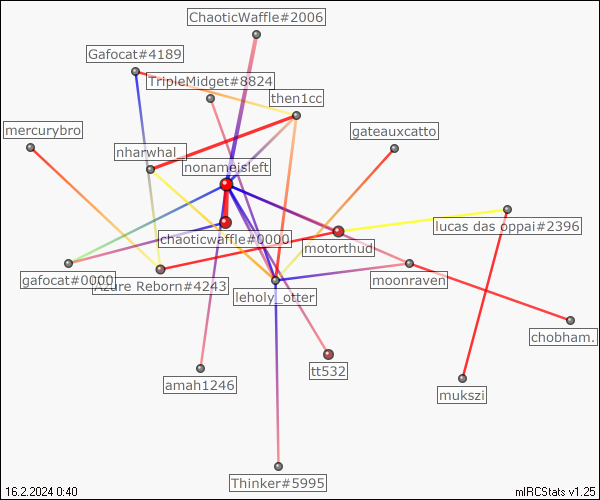 ChaoticWaffle#2006
Gafocat#4189
TripleMidget#8824
then1cc
mercurybro
gateauxcatto
nharwhal_
nonameisleft
lucas das oppai#2396
chaoticwaffle#0000
motorthud
gafocat#0000
Azure Reborn#4243
moonraven
leholy_otter
chobham.
tt532
amah1246
mukszi
Thinker#5995
16.2.2024 0:40
mIRCStats v1.25